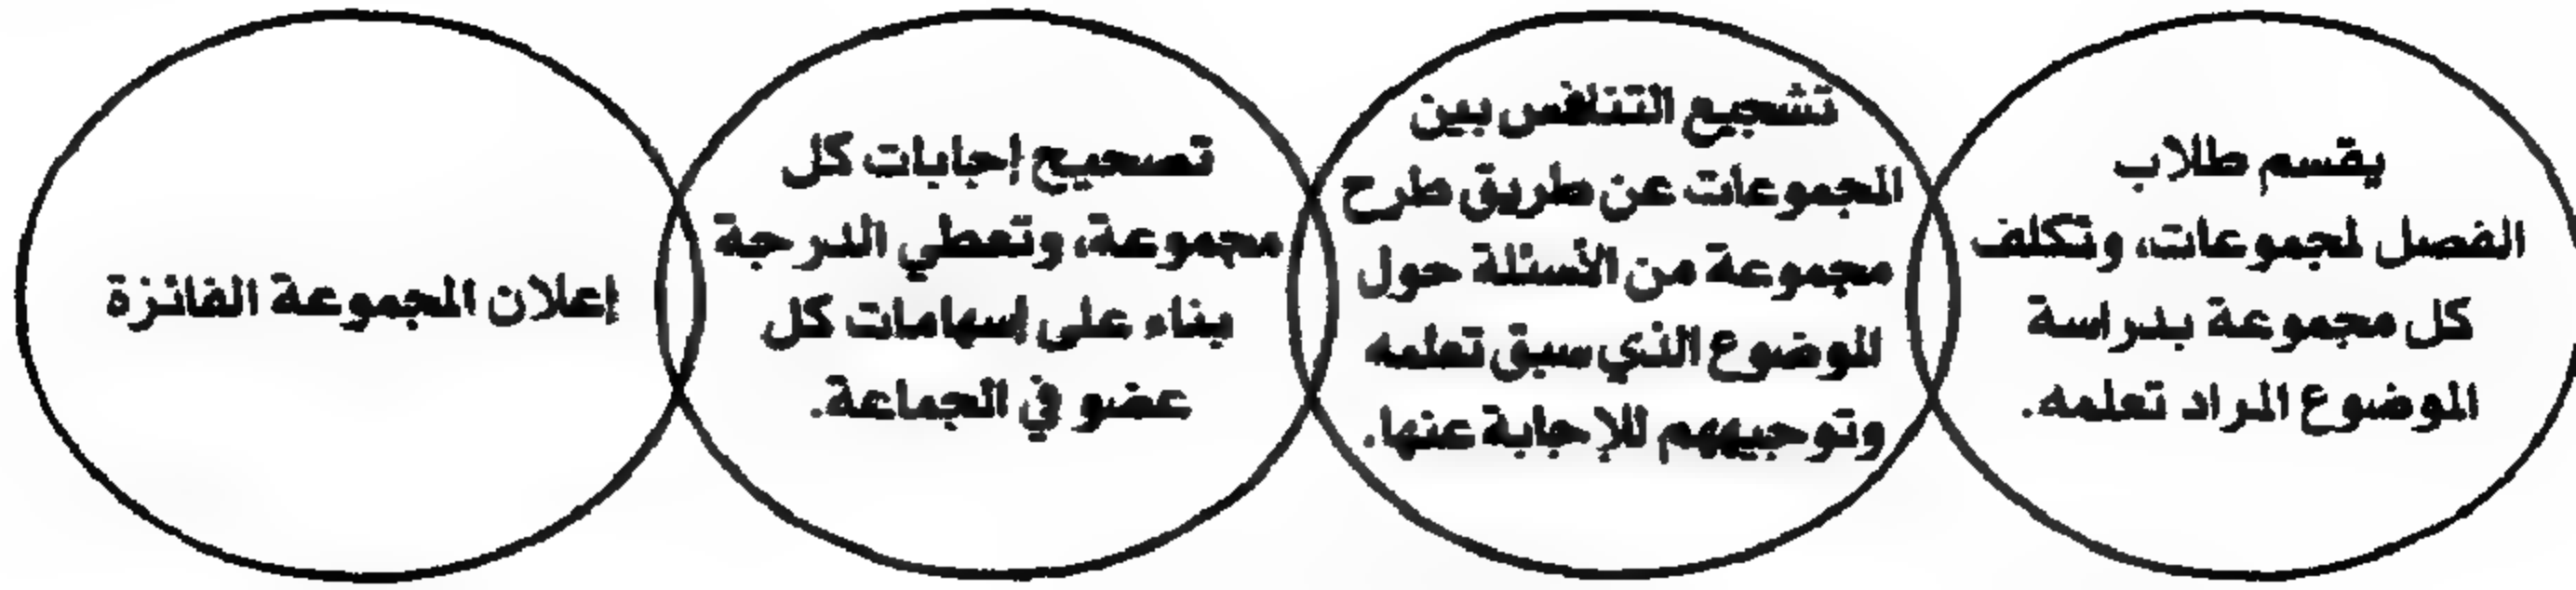 يقسم طلاب
الفصل لمجموعات، وتكلف
كل مجموعة بدراسة
الموضوع المراد تعلمه.
تشجيع التنافس بين
المجموعات عن طريق طرح
مجموعة من الأسئلة حول
الموضوع الذي سبق تعلمه
وتوجيههم للإجابة عنها.
تصحيح إجابات كل
مجموعة، وتعطي الدرجة
بناء على إسهامات كل
عضو في الجماعة.
إعلان المجموعة الفائزة